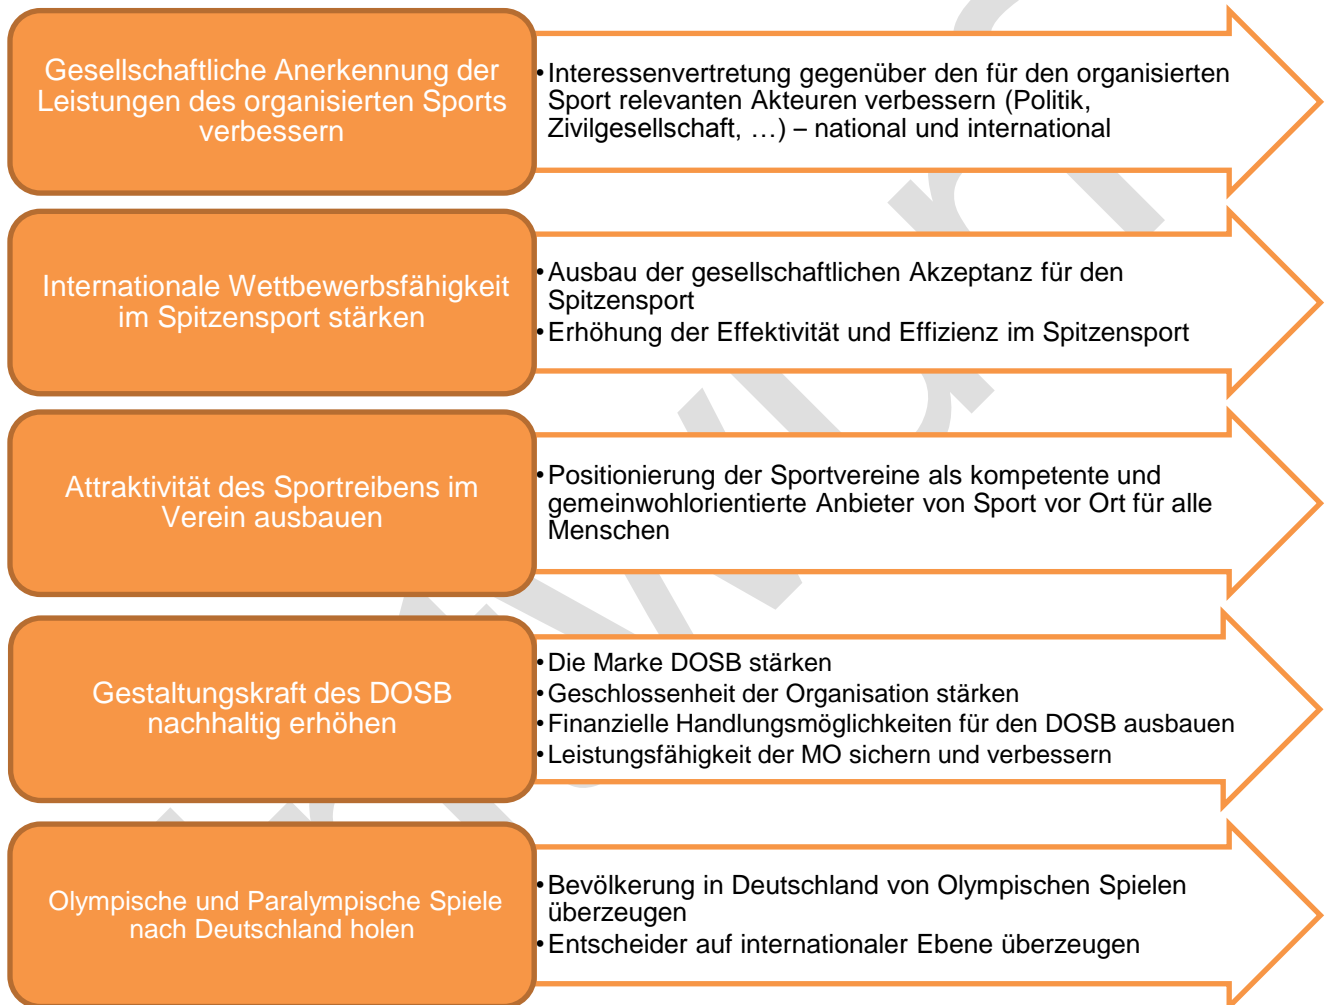 Gesellschaftliche Anerkennung der
Leistungen des organisierten Sports
verbessern
•Interessenvertretung gegenüber den für den organisierten
Sport relevanten Akteuren verbessern (Politik,
Zivilgesellschaft, …) – national und international
Internationale Wettbewerbsfähigkeit
im Spitzensport stärken
•Ausbau der gesellschaftlichen Akzeptanz für den
Spitzensport
•Erhöhung der Effektivität und Effizienz im Spitzensport
Attraktivität des Sportreibens im
Verein ausbauen
•Positionierung der Sportvereine als kompetente und
gemeinwohlorientierte Anbieter von Sport vor Ort für alle
Menschen
Gestaltungskraft des DOSB
nachhaltig erhöhen
•Die Marke DOSB stärken
•Geschlossenheit der Organisation stärken
•Finanzielle Handlungsmöglichkeiten für den DOSB ausbauen
•Leistungsfähigkeit der MO sichern und verbessern
Olympische und Paralympische Spiele
nach Deutschland holen
•Bevölkerung in Deutschland von Olympischen Spielen
überzeugen
•Entscheider auf internationaler Ebene überzeugen